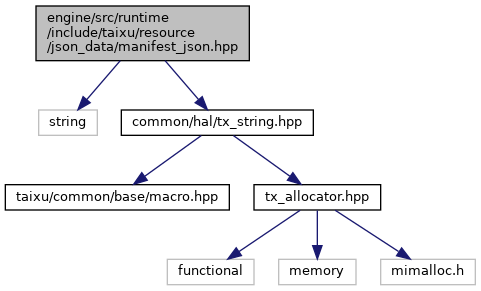 engine/src/runtime
/include/taixu/resource
/json_data/manifest_json.hpp
string
common/hal/tx_string.hpp
taixu/common/base/macro.hpp
tx_allocator.hpp
functional
memory
mimalloc.h